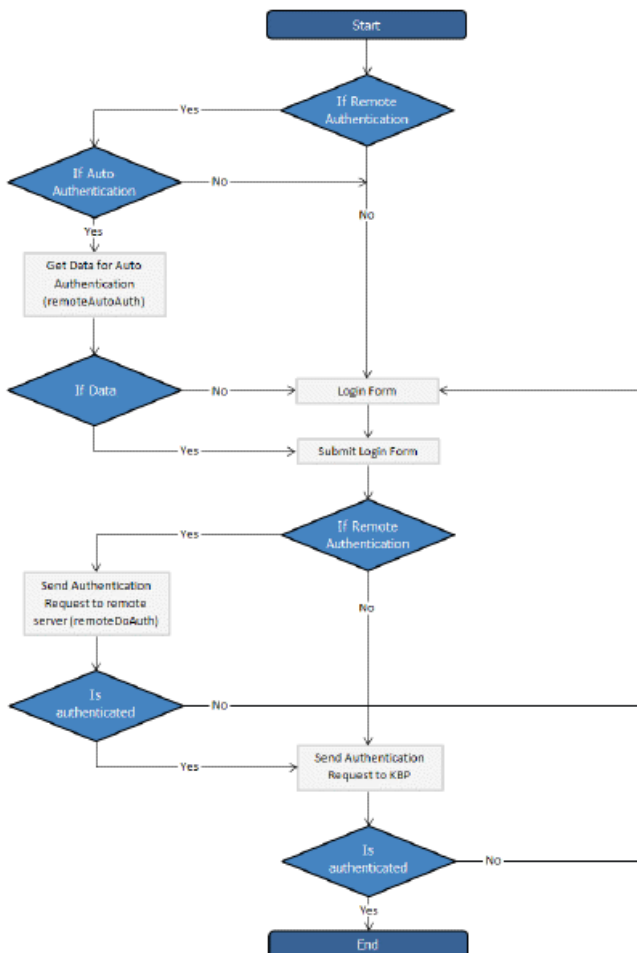 Start
If Remote
Authentication
Yes
If Auto
Authentication
No
No
Yes
Get Data for Auto
Authentication
(remoteAutoAuth)
If Data
No
Login Form
Yes
Submit Login Form
If Remote
Authentication
Yes
Send Authentication
Request to remote
server (remoteDoAuth)
No
Is
authenticated
No
Yes
Send Authentication
Request to KBP
Is
authenticated
No
Yes
End